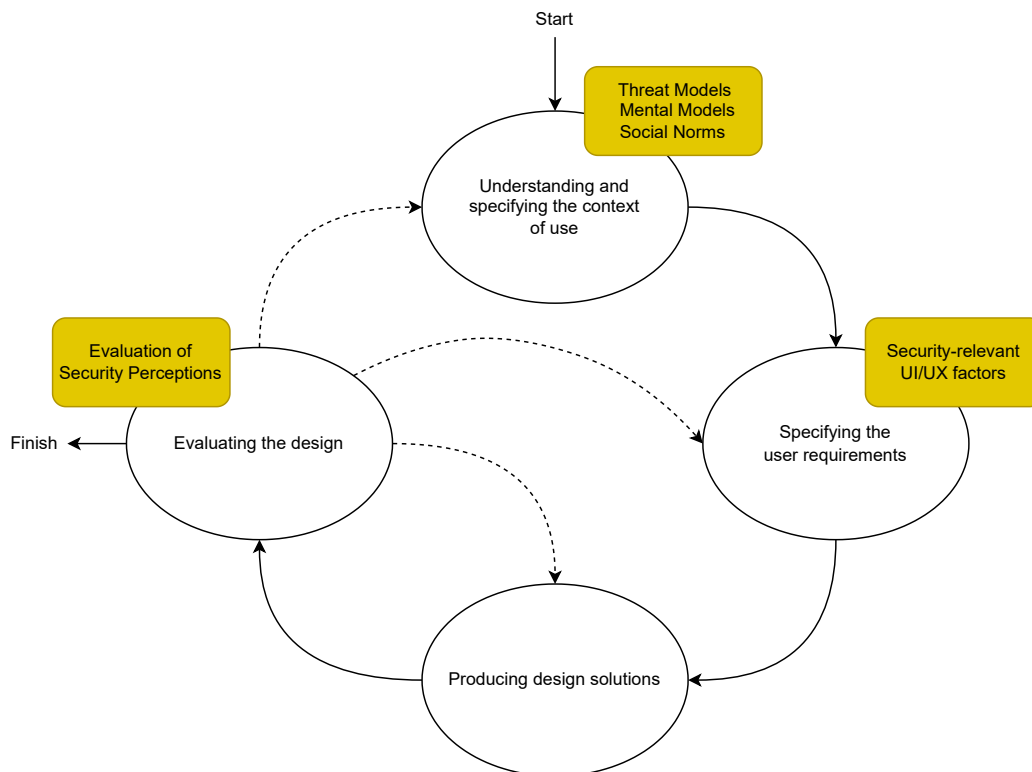 Start
Threat Models
Mental Models
Social Norms
Understanding and
specifying the context
of use
Evaluation of
Security Perceptions
Security-relevant
UI/UX factors
Finish
Evaluating the design
Specifying the
user requirements
Producing design solutions